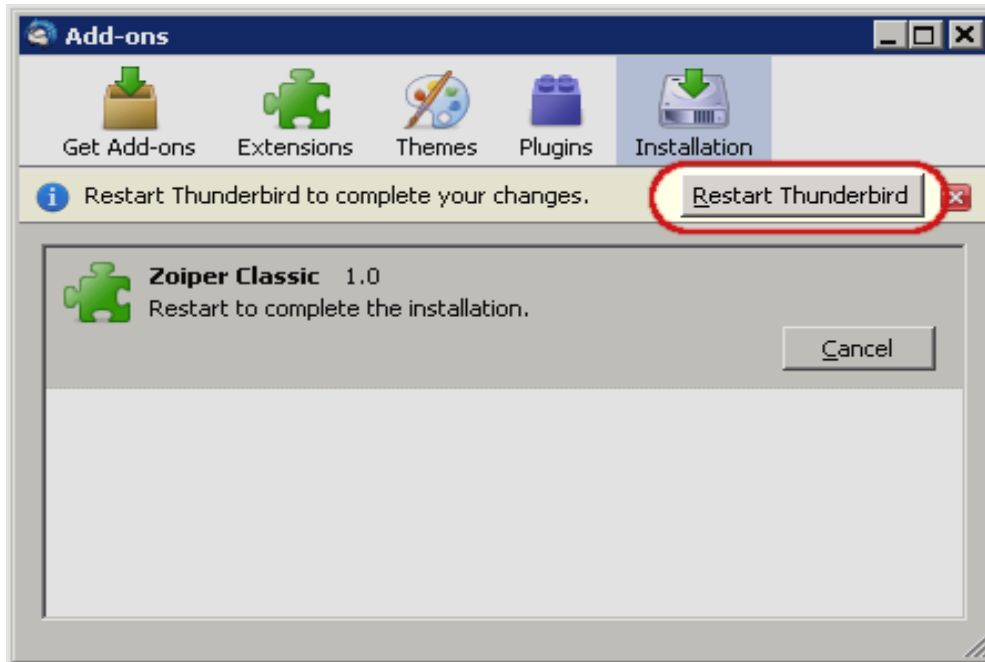 Add-ons
Get Add-ons Extensions Themes Plugins Installation
Restart Thunderbird to complete your changes. Restart Thunderbird
Zoiper Classic 1.0
Restart to complete the installation.
Cancel